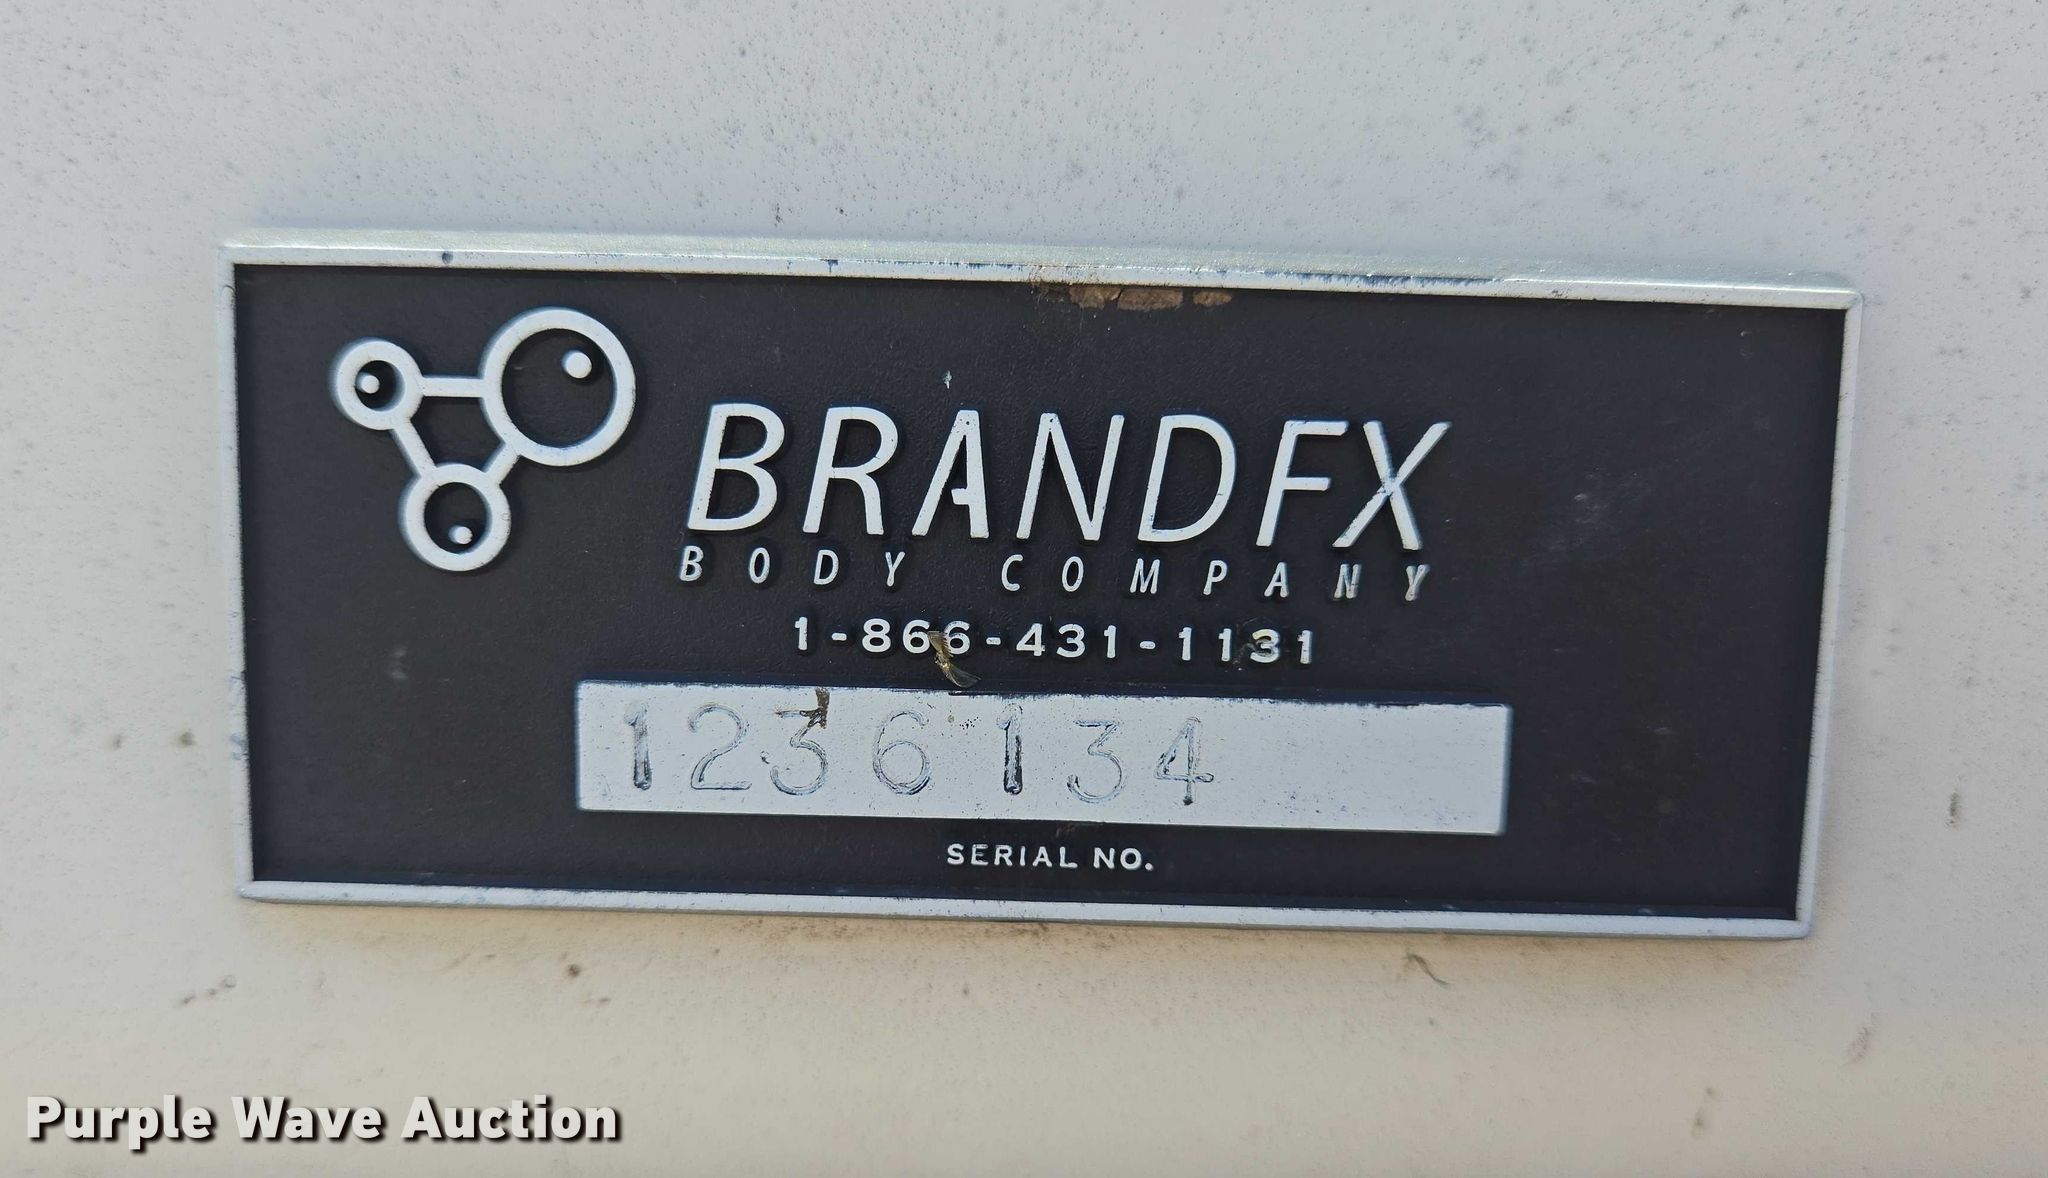 BRANDFX
BODY COMPANY
1-866-431-1131
1236134
SERIAL NO.
Purple Wave Auction